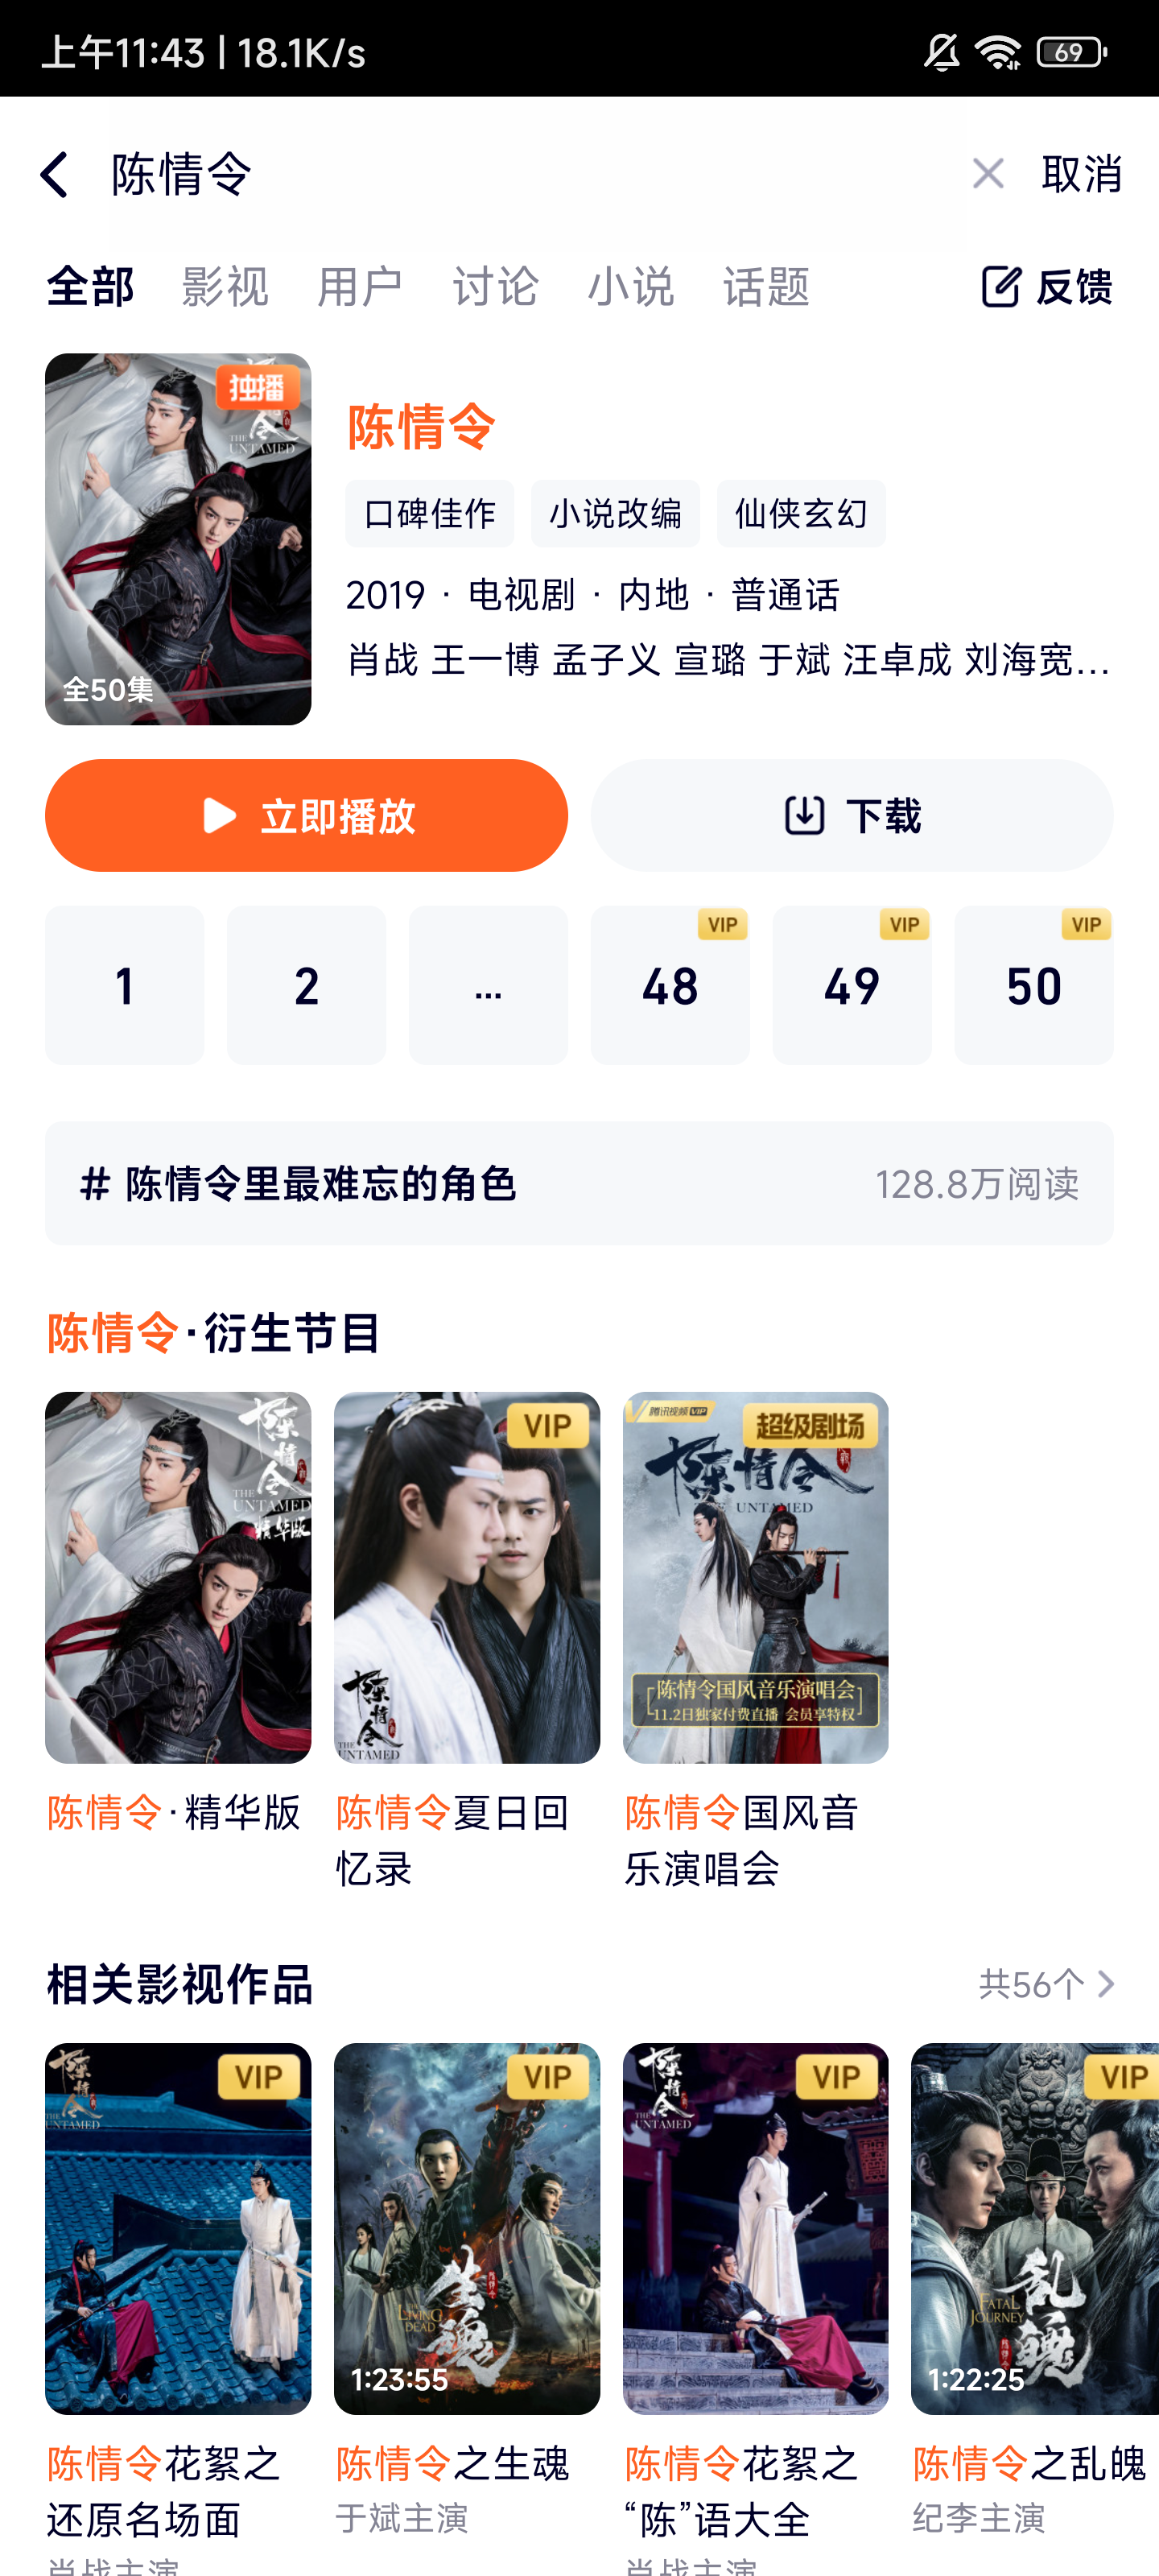 上午11:43 | 18.1K/s
69
陈情令
取消
全部 影视 用户 讨论 小说 话题 反馈
独播
陈情令
THE UNTAMED
全50集
陈情令
口碑佳作 小说改编 仙侠玄幻
2019 · 电视剧 · 内地 · 普通话
肖战 王一博 孟子义 宣璐 于斌 汪卓成 刘海宽...
立即播放
下载
1 2 ... 48 VIP 49 VIP 50 VIP
# 陈情令里最难忘的角色 128.8万阅读
陈情令·衍生节目
陈情令
THE UNTAMED
精华版
VIP
陈情令
THE UNTAMED
腾讯视频 VIP
超级剧场
陈情令
THE UNTAMED
陈情令国风音乐演唱会
11.2日独家付费直播 会员享特权
陈情令·精华版
陈情令夏日回
忆录
陈情令国风音
乐演唱会
相关影视作品 共56个
陈情令
THE UNTAMED
VIP
VIP
生魂
THE LIVING DEAD
1:23:55
陈情令
THE UNTAMED
VIP
VIP
乱魄
FATAL JOURNEY
1:22:25
陈情令花絮之
还原名场面
肖战主演
陈情令之生魂
于斌主演
陈情令花絮之
“陈”语大全
肖战主演
陈情令之乱魄
纪李主演